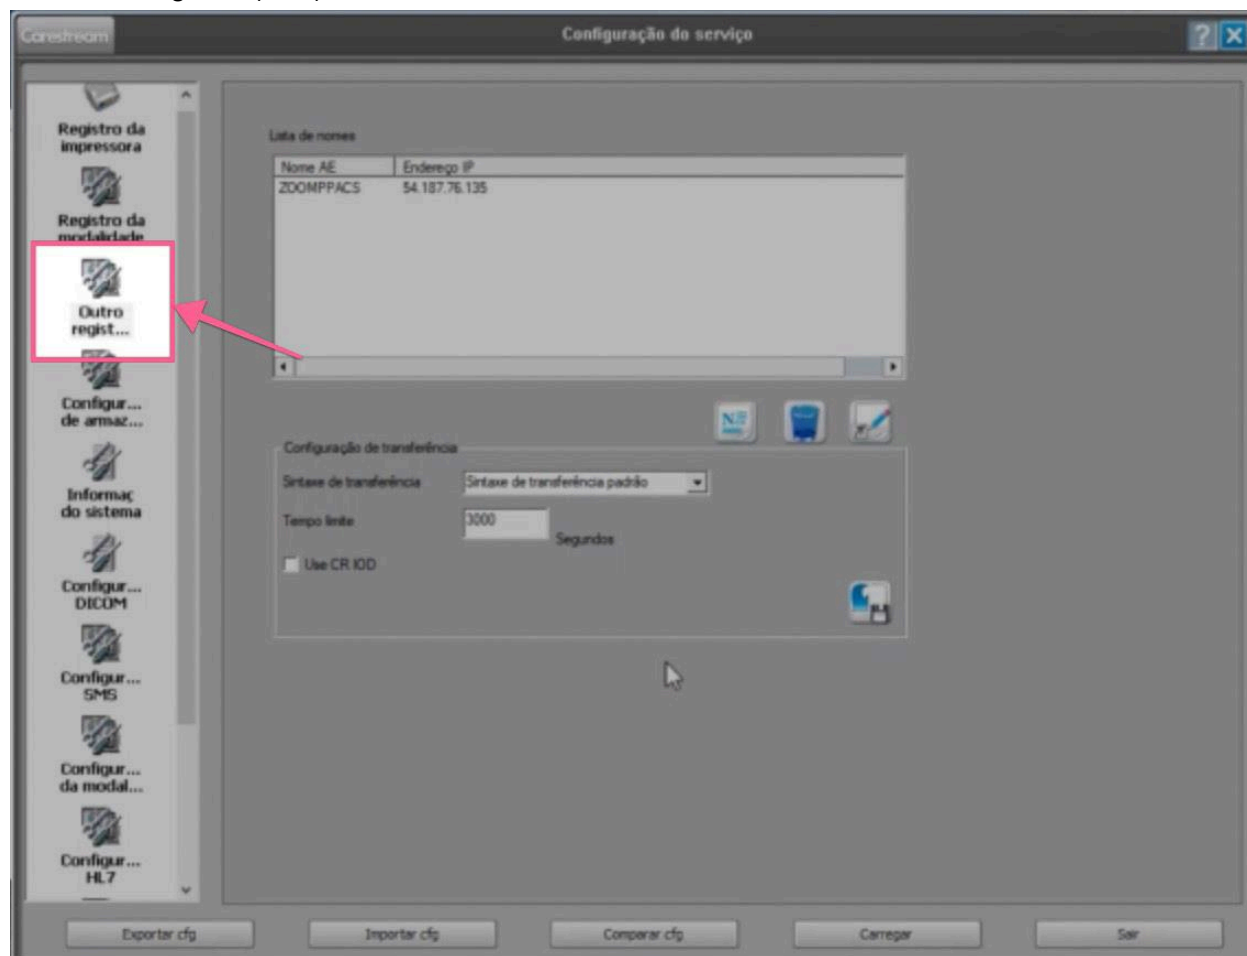 Carestream
Configuração do serviço
Registro da
impressora
Registro da
modalidade
Outro
regist...
Configur...
de armaz...
Informaç
do sistema
Configur...
DICOM
Configur...
SMS
Configur...
da modal...
Configur...
HL7
Lista de nomes
Nome AE Endereço IP
ZOOMPPACS 54.187.76.135
Configuração de transferência
Sintaxe de transferência Sintaxe de transferência padrão
Tempo limite 3000 Segundos
Use CR IOD
Exportar cfg Importar cfg Comparar cfg Carregar Sair